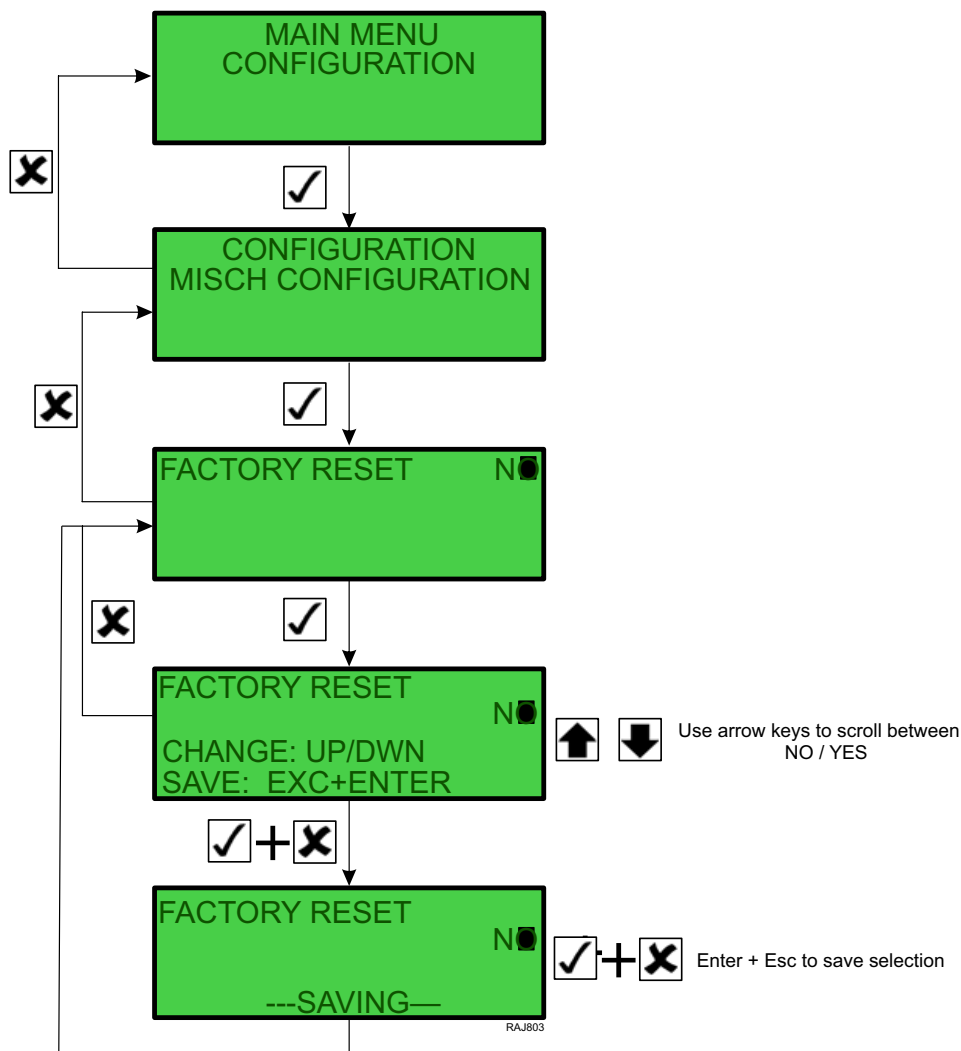 MAIN MENU
CONFIGURATION
CONFIGURATION
MISCH CONFIGURATION
FACTORY RESET NO
FACTORY RESET
NO
CHANGE: UP/DWN
SAVE: EXC+ENTER
Use arrow keys to scroll between
NO / YES
+
FACTORY RESET
NO
---SAVING—
+
Enter + Esc to save selection
RAJ803